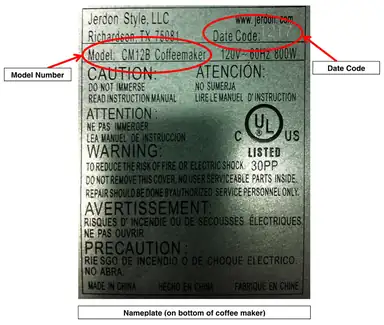 Jerdon Style, LLC www.jerdon.com
Richardson, TX 75081 Date Code:
Model: CM12B Coffeemaker 120V~ 60HZ 800W
Model Number
Date Code
CAUTION: ATENCIÓN:
DO NOT IMMERSE NO SUMERJA
READ INSTRUCTION MANUAL LIRE LE MANUEL D'INSTRUCTION
ATTENTION:
NE PAS IMMERGER
LEA MANUEL DE INSTRUCCION
C UL US
LISTED
30PP
WARNING:
TO REDUCE THE RISK OF FIRE OR ELECTRIC SHOCK
DO NOT REMOVE THIS COVER, NO USER SERVICEABLE PARTS INSIDE.
REPAIR SHOULD BE DONE BY AUTHORIZED SERVICE PERSONNEL ONLY.
AVERTISSEMENT
RISQUES D' INCENDIE OU DE SECOUSSES ÉLECTRIQUES
NE PAS OUVRIR
PRECAUTION:
RIESGO DE INCENDIO O DE CHOQUE ELECTRICO.
NO ABRA.
MADE IN CHINA HECHO EN CHINA FABRIQUE EN CHINE
Nameplate (on bottom of coffee maker)